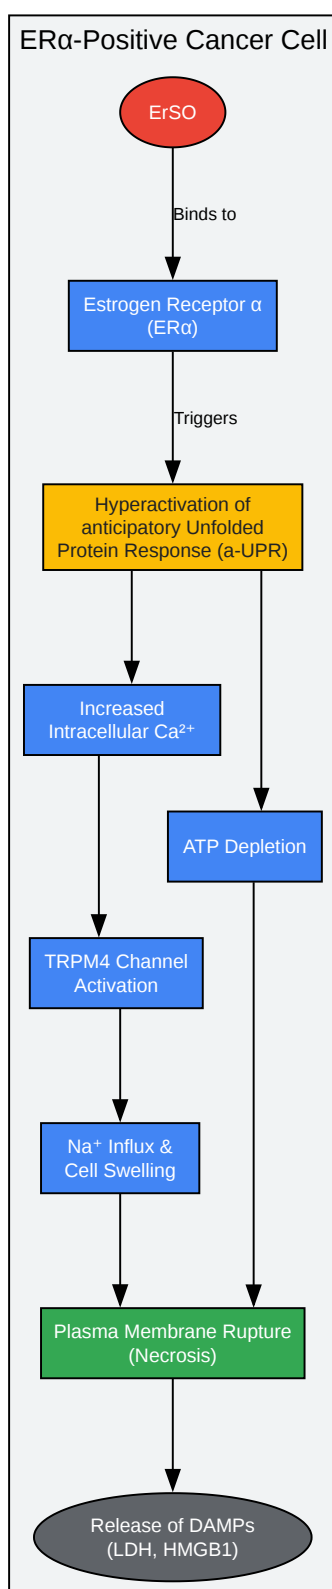 ERα-Positive Cancer Cell
ErSO
Binds to
Estrogen Receptor α
(ERα)
Triggers
Hyperactivation of
anticipatory Unfolded
Protein Response (a-UPR)
Increased
Intracellular Ca²⁺
ATP Depletion
TRPM4 Channel
Activation
Na⁺ Influx &
Cell Swelling
Plasma Membrane Rupture
(Necrosis)
Release of DAMPs
(LDH, HMGB1)